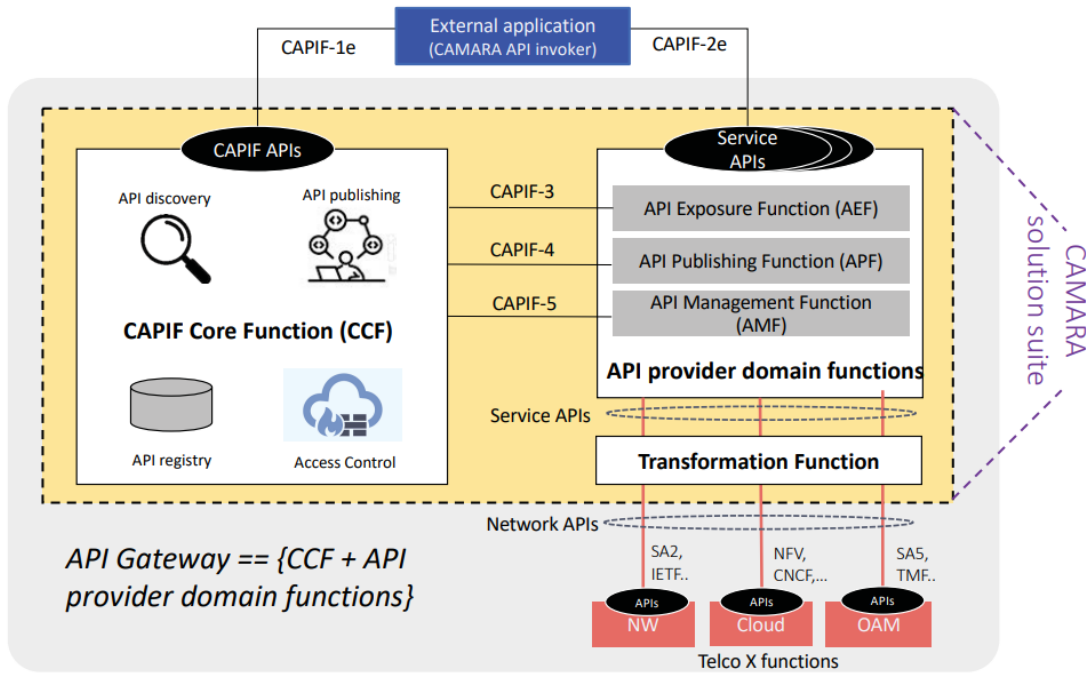 External application
(CAMARA API invoker)
CAPIF-1e
CAPIF-2e
CAPIF APIs
Service
APIs
API discovery
API publishing
CAPIF-3
API Exposure Function (AEF)
CAPIF-4
API Publishing Function (APF)
CAPIF-5
API Management Function
(AMF)
CAPIF Core Function (CCF)
API provider domain functions
CAMARA
solution suite
Service APIs
API registry
Access Control
Transformation Function
Network APIs
API Gateway == {CCF + API
provider domain functions}
SA2,
IETF..
NFV,
CNCF,...
SA5,
TMF..
APIs
NW
APIs
Cloud
APIs
OAM
Telco X functions